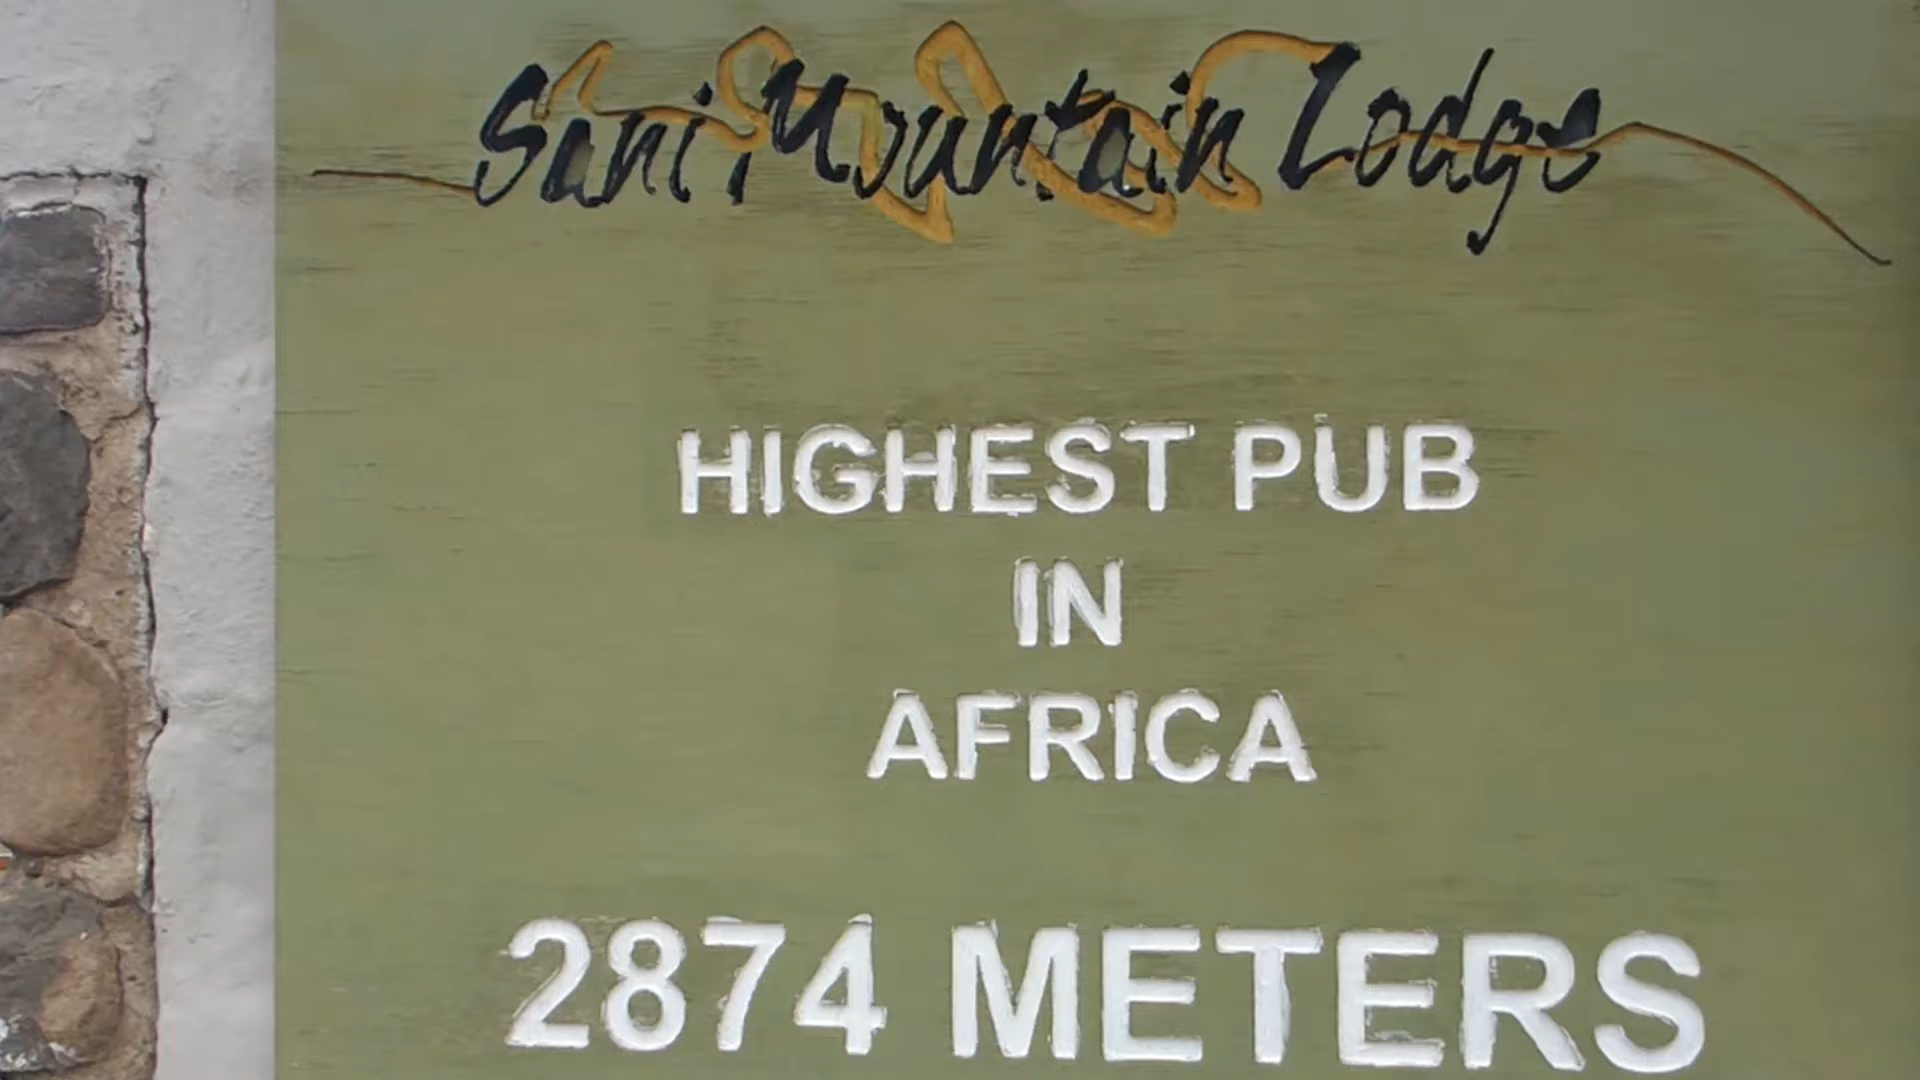 Sani Mountain Lodge
HIGHEST PUB
IN
AFRICA
2874 METERS